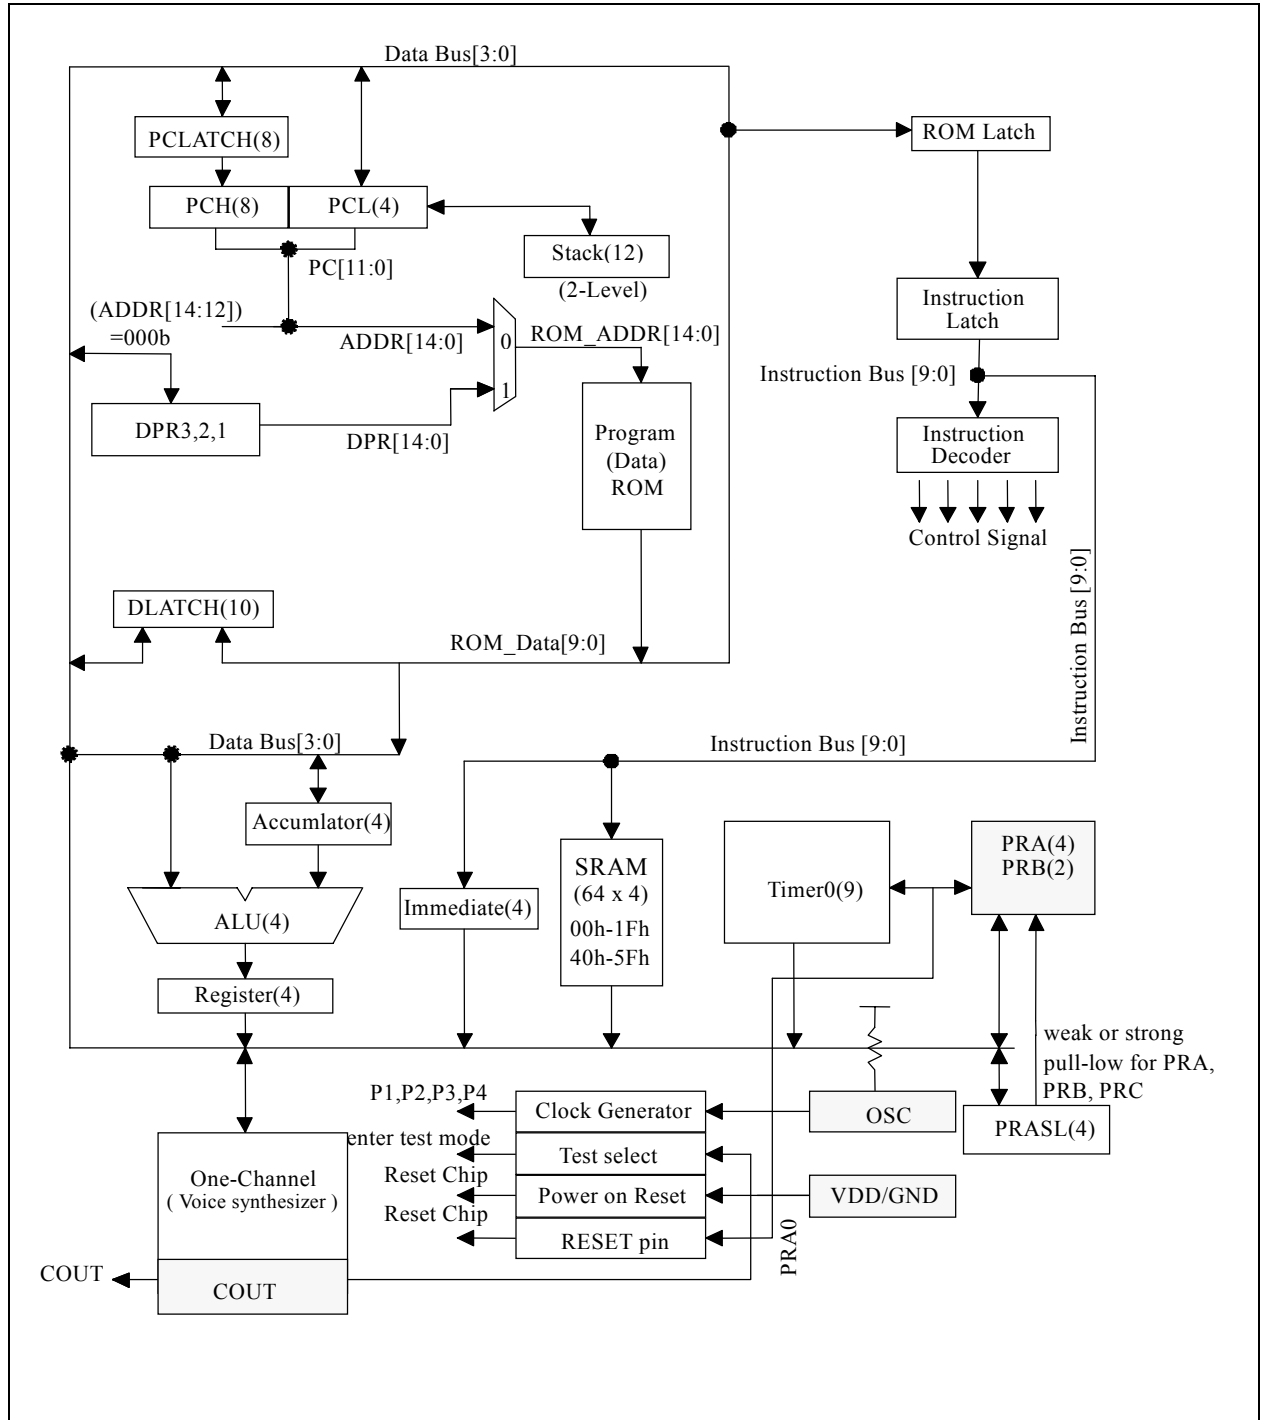 Data Bus[3:0]
PCLATCH(8)
ROM Latch
PCH(8)
PCL(4)
Stack(12)
(2-Level)
PC[11:0]
(ADDR[14:12])
=000b
ADDR[14:0]
0
1
ROM_ADDR[14:0]
Instruction
Latch
Instruction Bus [9:0]
DPR3,2,1
DPR[14:0]
Program
(Data)
ROM
Instruction
Decoder
Control Signal
Instruction Bus [9:0]
DLATCH(10)
ROM_Data[9:0]
Data Bus[3:0]
Instruction Bus [9:0]
Accumlator(4)
ALU(4)
Register(4)
Immediate(4)
SRAM
(64 x 4)
00h-1Fh
40h-5Fh
Timer0(9)
PRA(4)
PRB(2)
weak or strong
pull-low for PRA,
PRB, PRC
PRASL(4)
P1,P2,P3,P4
Clock Generator
OSC
enter test mode
Test select
Reset Chip
Power on Reset
VDD/GND
Reset Chip
RESET pin
PRA0
One-Channel
( Voice synthesizer )
COUT
COUT